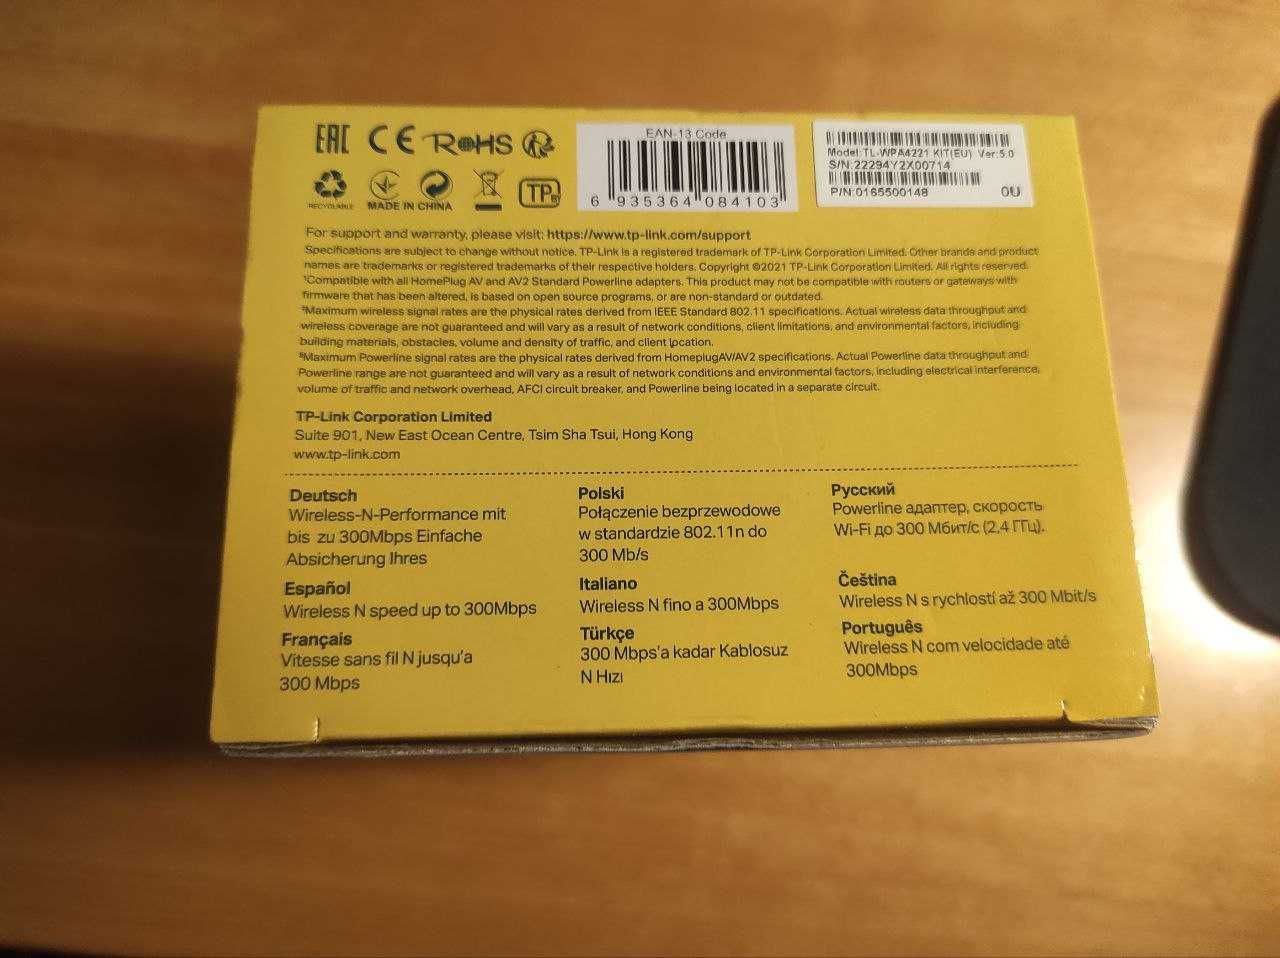 EAC CE RoHS
RECYCLABLE MADE IN CHINA TP BY
EAN-13 Code
6 935364 084103
Model:TL-WPA4221 KIT(EU) Ver:5.0
S/N:22294Y2X00714
P/N:0165500148 0U
For support and warranty, please visit: https://www.tp-link.com/support
Specifications are subject to change without notice. TP-Link is a registered trademark of TP-Link Corporation Limited. Other brands and product
names are trademarks or registered trademarks of their respective holders. Copyright ©2021 TP-Link Corporation Limited. All rights reserved.
Compatible with all HomePlug AV and AV2 Standard Powerline adapters. This product may not be compatible with routers or gateways with
firmware that has been altered, is based on open source programs, or are non-standard or outdated.
Maximum wireless signal rates are the physical rates derived from IEEE Standard 802.11 specifications. Actual wireless data throughput and
wireless coverage are not guaranteed and will vary as a result of network conditions, client limitations, and environmental factors, including
building materials, obstacles, volume and density of traffic, and client location.
Maximum Powerline signal rates are the physical rates derived from HomeplugAV/AV2 specifications. Actual Powerline data throughput and
Powerline range are not guaranteed and will vary as a result of network conditions and environmental factors, including electrical interference,
volume of traffic and network overhead, AFCI circuit breaker, and Powerline being located in a separate circuit.
TP-Link Corporation Limited
Suite 901, New East Ocean Centre, Tsim Sha Tsui, Hong Kong
www.tp-link.com
Deutsch
Wireless-N-Performance mit
bis zu 300Mbps Einfache
Absicherung Ihres
Español
Wireless N speed up to 300Mbps
Français
Vitesse sans fil N jusqu'a
300 Mbps
Polski
Połączenie bezprzewodowe
w standardzie 802.11n do
300 Mb/s
Italiano
Wireless N fino a 300Mbps
Türkçe
300 Mbps'a kadar Kablosuz
N Hızı
Русский
Powerline адаптер, скорость
Wi-Fi до 300 Мбит/с (2,4 ГГц).
Čeština
Wireless N s rychlostí až 300 Mbit/s
Português
Wireless N com velocidade até
300Mbps